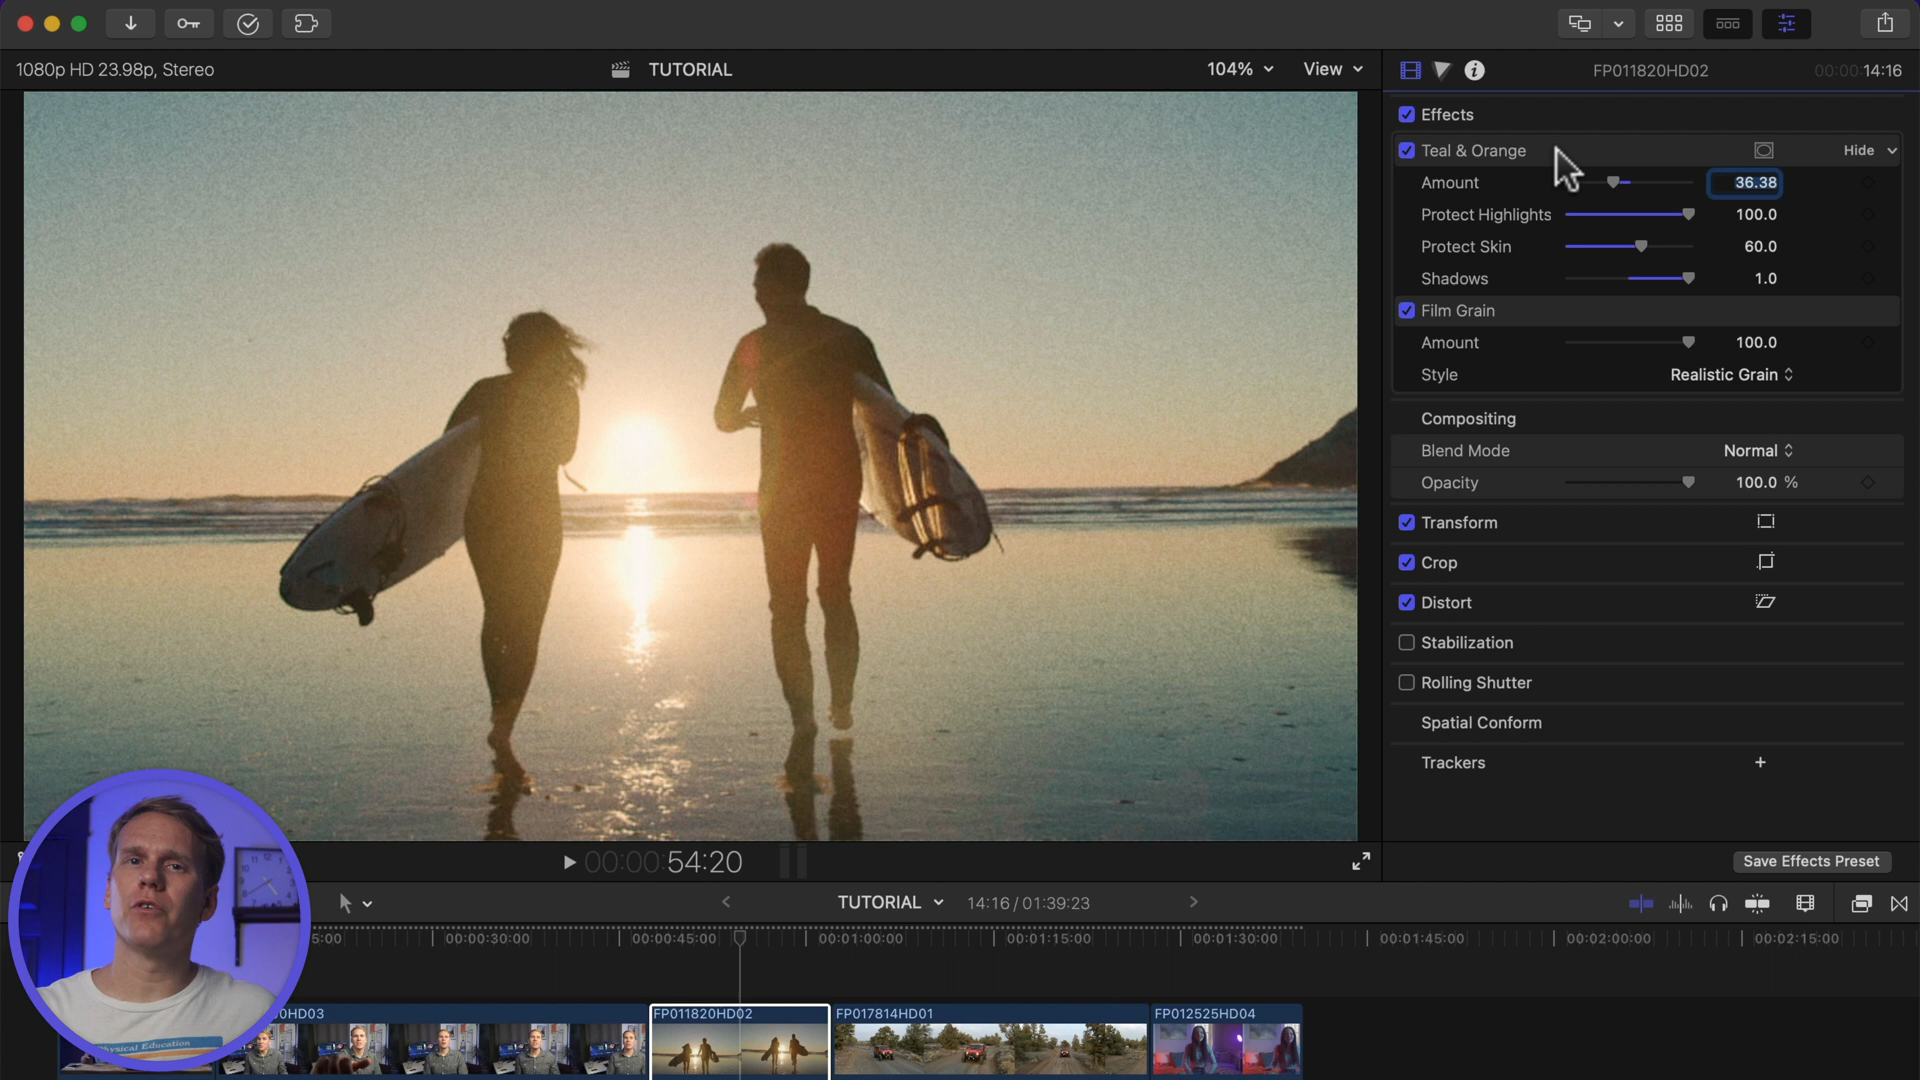 1080p HD 23.98p, Stereo
TUTORIAL
104%
View
FP011820HD02
00:00:14:16
Effects
Teal & Orange
Hide
Amount
36.38
Protect Highlights
100.0
Protect Skin
60.0
Shadows
1.0
Film Grain
Amount
100.0
Style
Realistic Grain
Compositing
Blend Mode
Normal
Opacity
100.0 %
Transform
Crop
Distort
Stabilization
Rolling Shutter
Spatial Conform
Trackers
00:00:54:20
Save Effects Preset
TUTORIAL
14:16 / 01:39:23
5:00
00:00:30:00
00:00:45:00
00:01:00:00
00:01:15:00
00:01:30:00
00:01:45:00
00:02:00:00
00:02:15:00
0HD03
FP011820HD02
FP017814HD01
FP012525HD04
Physical Education